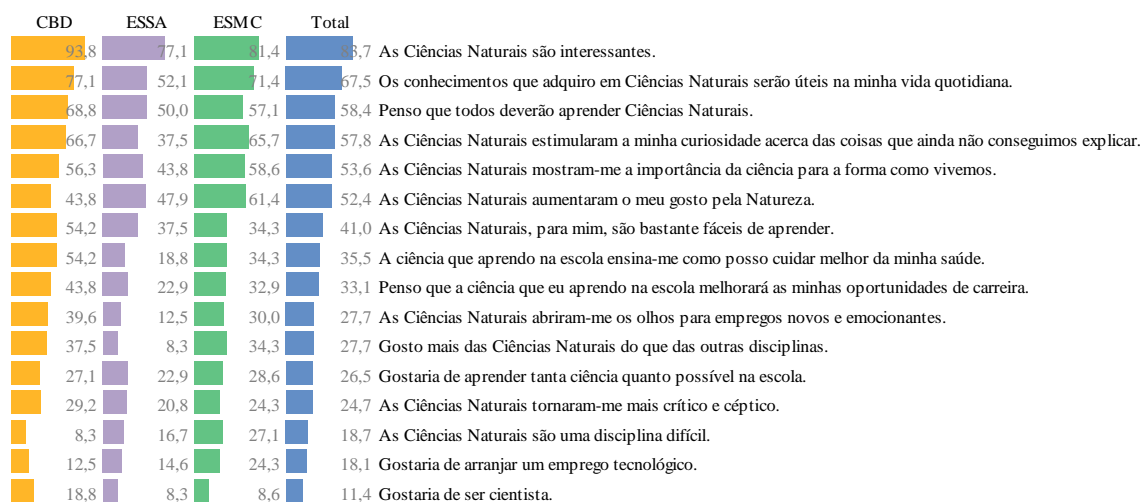 CBD ESSA ESMC Total
93,8 77,1 81,4 83,7 As Ciências Naturais são interessantes.
77,1 52,1 71,4 67,5 Os conhecimentos que adquiro em Ciências Naturais serão úteis na minha vida quotidiana.
68,8 50,0 57,1 58,4 Penso que todos deverão aprender Ciências Naturais.
66,7 37,5 65,7 57,8 As Ciências Naturais estimularam a minha curiosidade acerca das coisas que ainda não conseguimos explicar.
56,3 43,8 58,6 53,6 As Ciências Naturais mostram-me a importância da ciência para a forma como vivemos.
43,8 47,9 61,4 52,4 As Ciências Naturais aumentaram o meu gosto pela Natureza.
54,2 37,5 34,3 41,0 As Ciências Naturais, para mim, são bastante fáceis de aprender.
54,2 18,8 34,3 35,5 A ciência que aprendo na escola ensina-me como posso cuidar melhor da minha saúde.
43,8 22,9 32,9 33,1 Penso que a ciência que eu aprendo na escola melhorará as minhas oportunidades de carreira.
39,6 12,5 30,0 27,7 As Ciências Naturais abriram-me os olhos para empregos novos e emocionantes.
37,5 8,3 34,3 27,7 Gosto mais das Ciências Naturais do que das outras disciplinas.
27,1 22,9 28,6 26,5 Gostaria de aprender tanta ciência quanto possível na escola.
29,2 20,8 24,3 24,7 As Ciências Naturais tornaram-me mais crítico e céptico.
8,3 16,7 27,1 18,7 As Ciências Naturais são uma disciplina difícil.
12,5 14,6 24,3 18,1 Gostaria de arranjar um emprego tecnológico.
18,8 8,3 8,6 11,4 Gostaria de ser cientista.